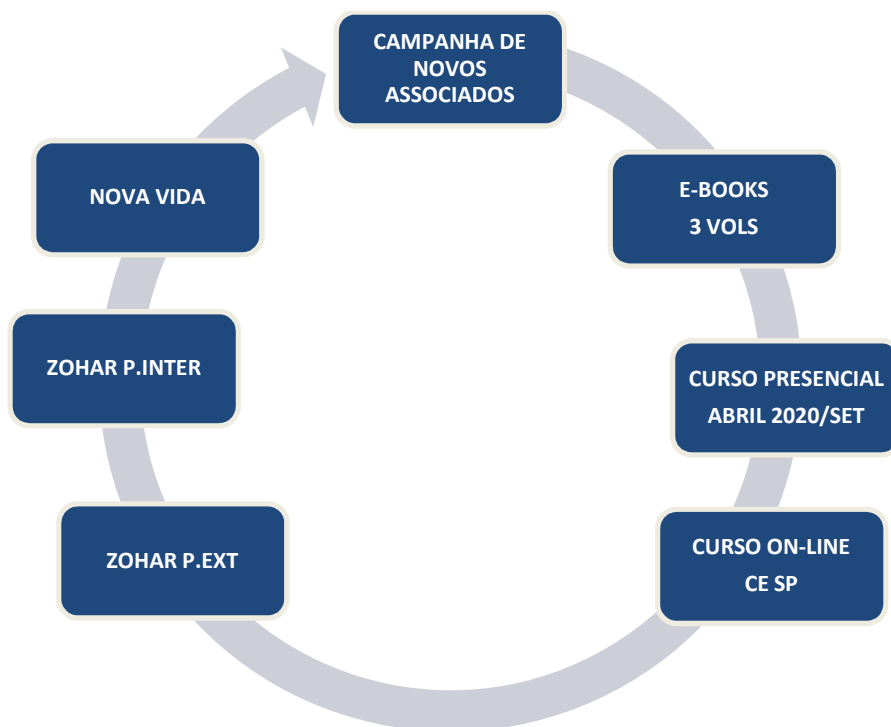 CAMPANHA DE
NOVOS
ASSOCIADOS
E-BOOKS
3 VOLS
CURSO PRESENCIAL
ABRIL 2020/SET
CURSO ON-LINE
CE SP
ZOHAR P.EXT
ZOHAR P.INTER
NOVA VIDA